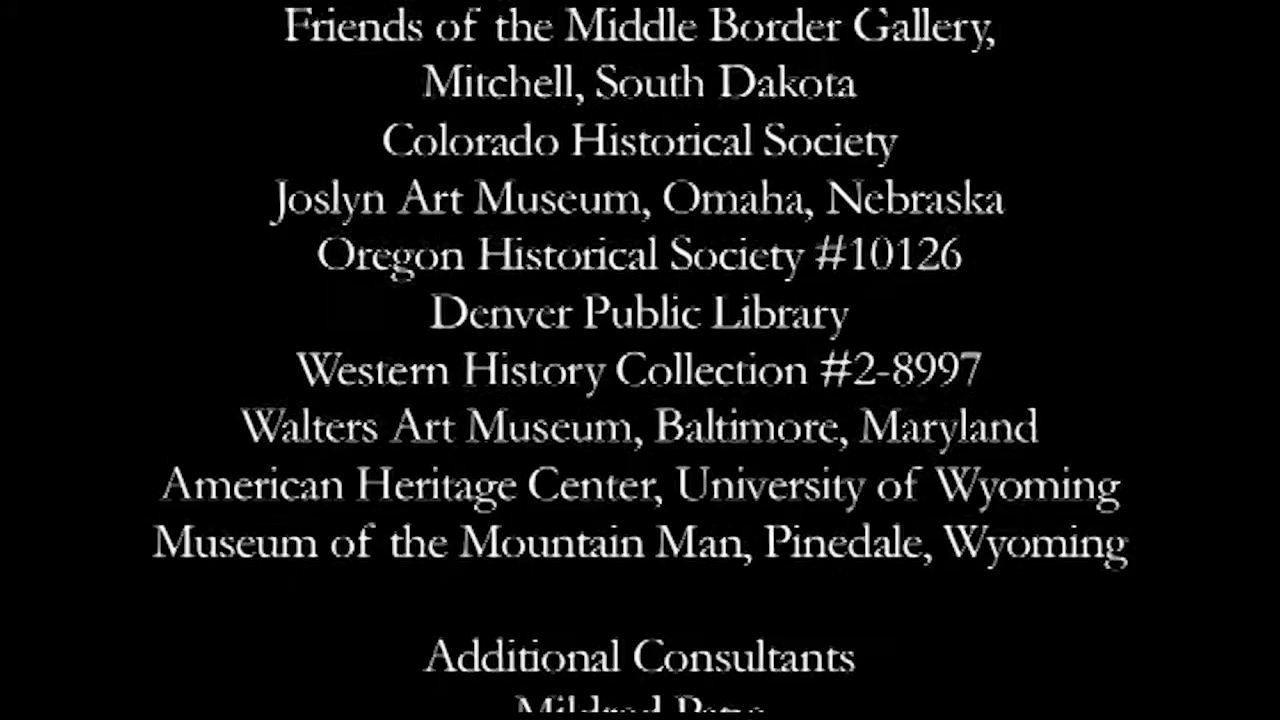 Friends of the Middle Border Gallery,
Mitchell, South Dakota
Colorado Historical Society
Joslyn Art Museum, Omaha, Nebraska
Oregon Historical Society #10126
Denver Public Library
Western History Collection #2-8997
Walters Art Museum, Baltimore, Maryland
American Heritage Center, University of Wyoming
Museum of the Mountain Man, Pinedale, Wyoming
Additional Consultants
Mildred